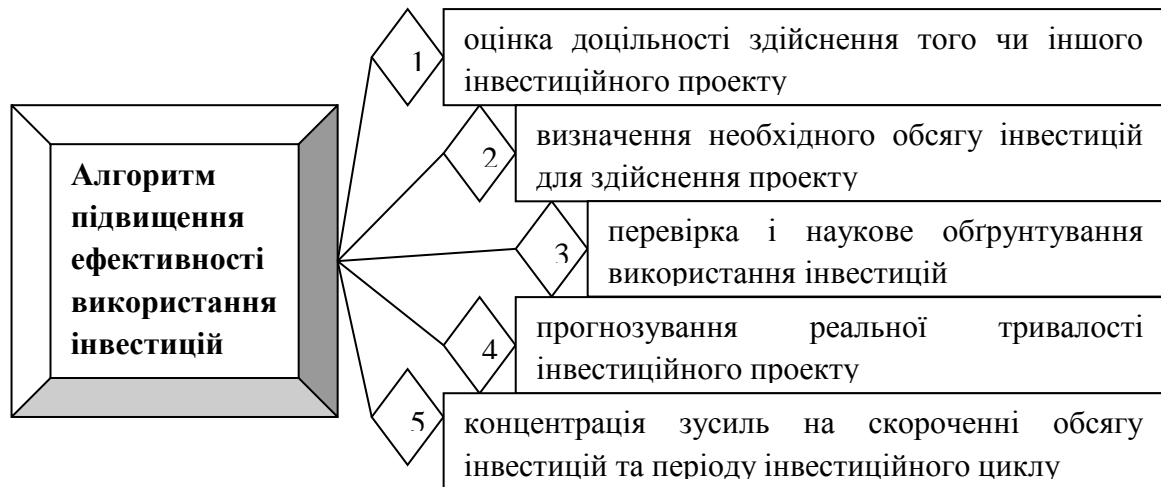 Алгоритм
підвищення
ефективності
використання
інвестицій
1
оцінка доцільності здійснення того чи іншого
інвестиційного проекту
2
визначення необхідного обсягу інвестицій
для здійснення проекту
3
перевірка і наукове обґрунтування
використання інвестицій
4
прогнозування реальної тривалості
інвестиційного проекту
5
концентрація зусиль на скороченні обсягу
інвестицій та періоду інвестиційного циклу